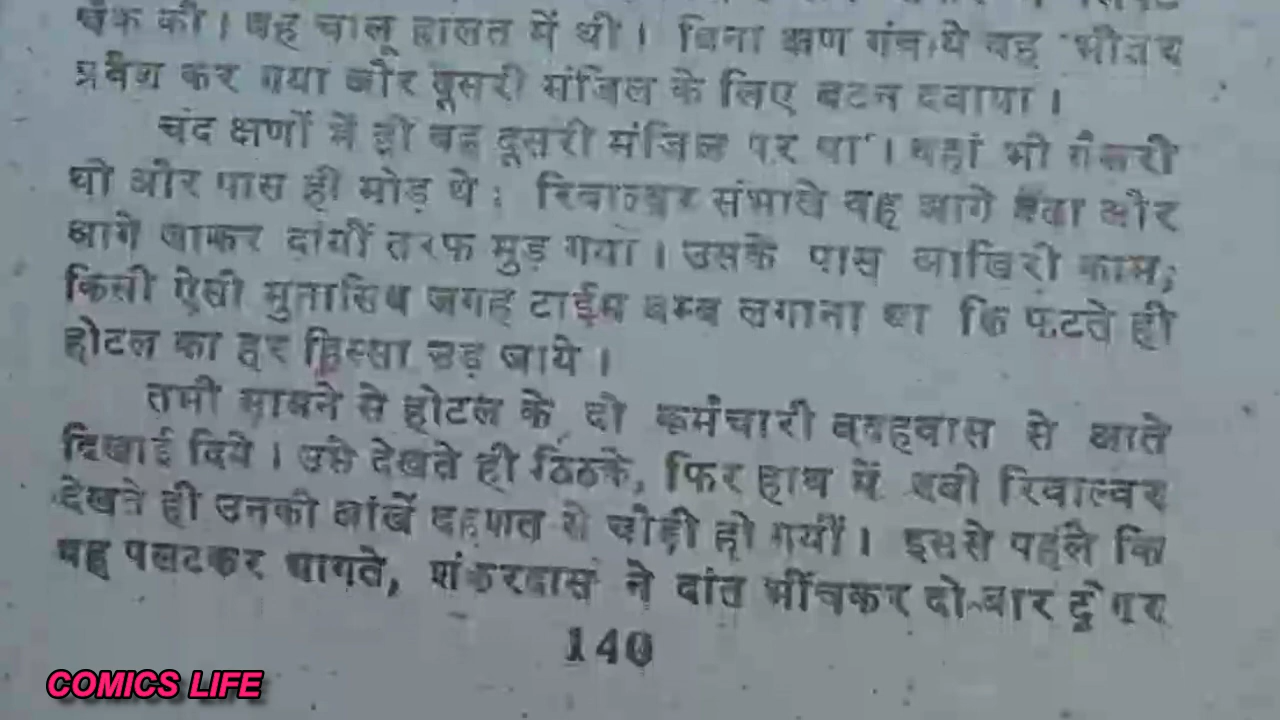 चैक की। वह चालू हालत में थी। बिना क्षण गंवाये वह भीतर
प्रवेश कर गया और दूसरी मंजिल के लिए बटन दबाया।
चंद क्षणों में ही वह दूसरी मंजिल पर था। यहां भी गैलरी
थी और पास ही मोड़ थे। रिवाल्वर संभाले वह आगे बढ़ा और
आगे जाकर दांयीं तरफ मुड़ गया। उसके पास आखिरी काम,
किसी ऐसी मुतासिब जगह टाईम बम्ब लगाना था कि फटते ही
होटल का हर हिस्सा उड़ जाये।
तभी सामने से होटल के दो कर्मचारी बदहवास से आते
दिखाई दिये। उसे देखते ही ठिठके, फिर हाथ में दबी रिवाल्वर
देखते ही उनकी आंखें दहशत से चोड़ी हो गयीं। इससे पहले कि
वह पलटकर भागते, शंकरदास ने दांत भींचकर दो बार ट्रेगर
140
COMICS LIFE